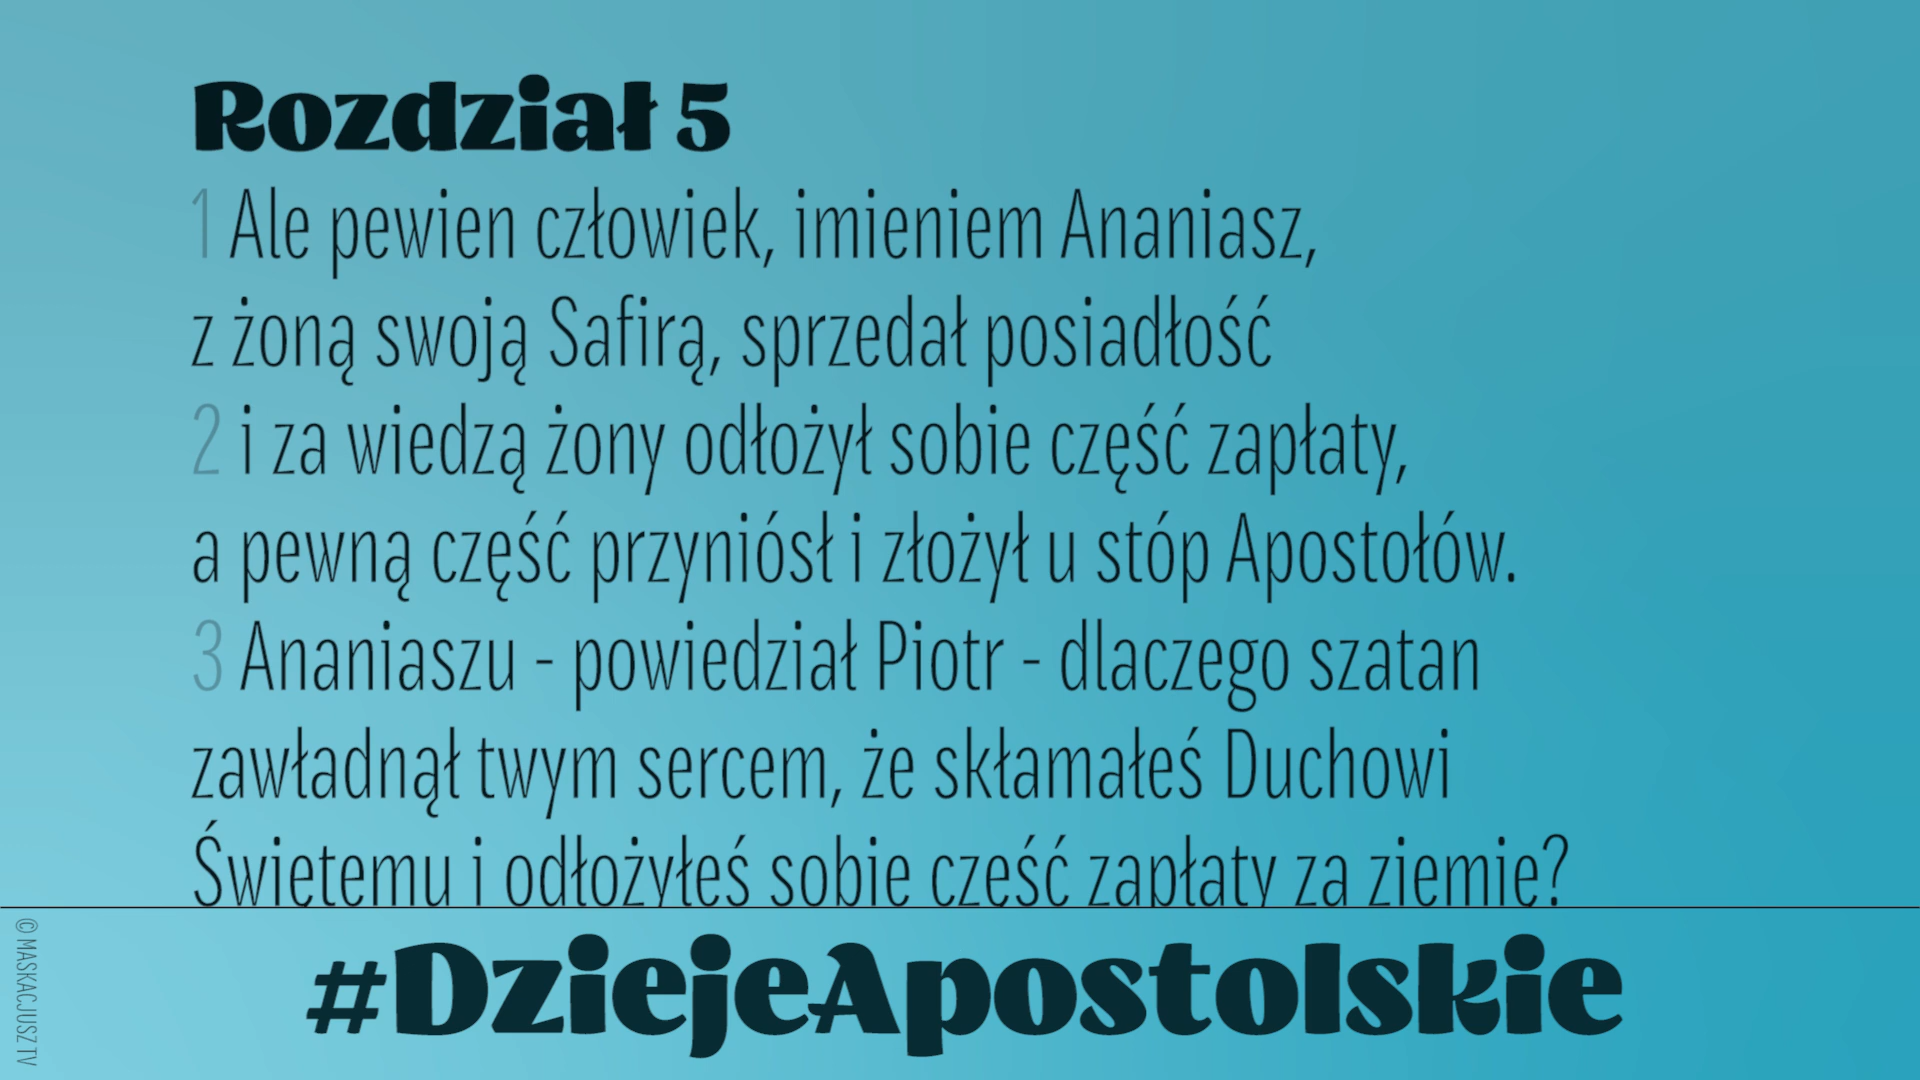 Rozdział 5
1 Ale pewien człowiek, imieniem Ananiasz,
z żoną swoją Safirą, sprzedał posiadłość
2 i za wiedzą żony odłożył sobie część zapłaty,
a pewną część przyniósł i złożył u stóp Apostołów.
3 Ananiaszu - powiedział Piotr - dlaczego szatan
zawładnął twym sercem, że skłamałeś Duchowi
Świętemu i odłożyłeś sobie część zapłaty za ziemię?
#DziejeApostolskie
© MASKACJUSZ TV